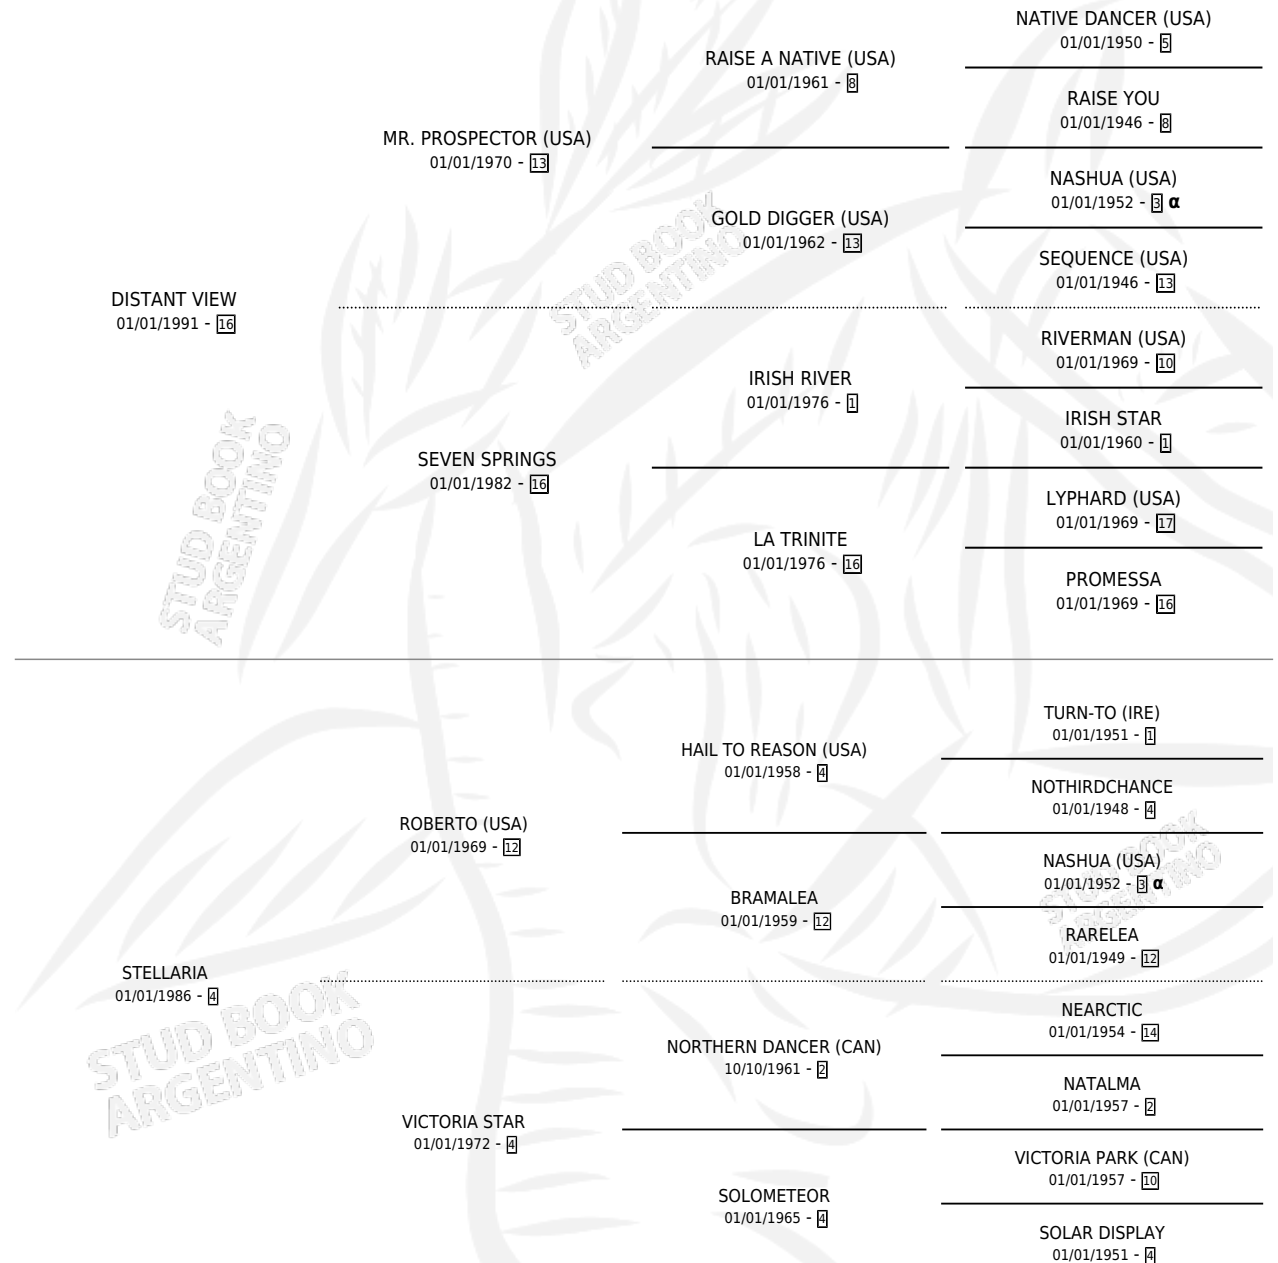 NATIVE DANCER (USA)
01/01/1950 - 5
RAISE A NATIVE (USA)
01/01/1961 - 8
RAISE YOU
01/01/1946 - 8
MR. PROSPECTOR (USA)
01/01/1970 - 13
NASHUA (USA)
01/01/1952 - 3 α
GOLD DIGGER (USA)
01/01/1962 - 13
SEQUENCE (USA)
01/01/1946 - 13
DISTANT VIEW
01/01/1991 - 16
STUD BOOK
ARGENTINO
RIVERMAN (USA)
01/01/1969 - 10
IRISH RIVER
01/01/1976 - 1
IRISH STAR
01/01/1960 - 1
SEVEN SPRINGS
01/01/1982 - 16
LYPHARD (USA)
01/01/1969 - 17
LA TRINITE
01/01/1976 - 16
PROMESSA
01/01/1969 - 16
STUD BOOK
ARGENTINO
TURN-TO (IRE)
01/01/1951 - 1
HAIL TO REASON (USA)
01/01/1958 - 4
NOTHIRDCHANCE
01/01/1948 - 4
ROBERTO (USA)
01/01/1969 - 12
NASHUA (USA)
01/01/1952 - 3 α
BRAMALEA
01/01/1959 - 12
STUD BOOK
ARGENTINO
RARELEA
01/01/1949 - 12
STELLARIA
01/01/1986 - 4
STUD BOOK
ARGENTINO
NEARCTIC
01/01/1954 - 14
NORTHERN DANCER (CAN)
10/10/1961 - 2
NATALMA
01/01/1957 - 2
VICTORIA STAR
01/01/1972 - 4
VICTORIA PARK (CAN)
01/01/1957 - 10
SOLOMETEOR
01/01/1965 - 4
SOLAR DISPLAY
01/01/1951 - 4